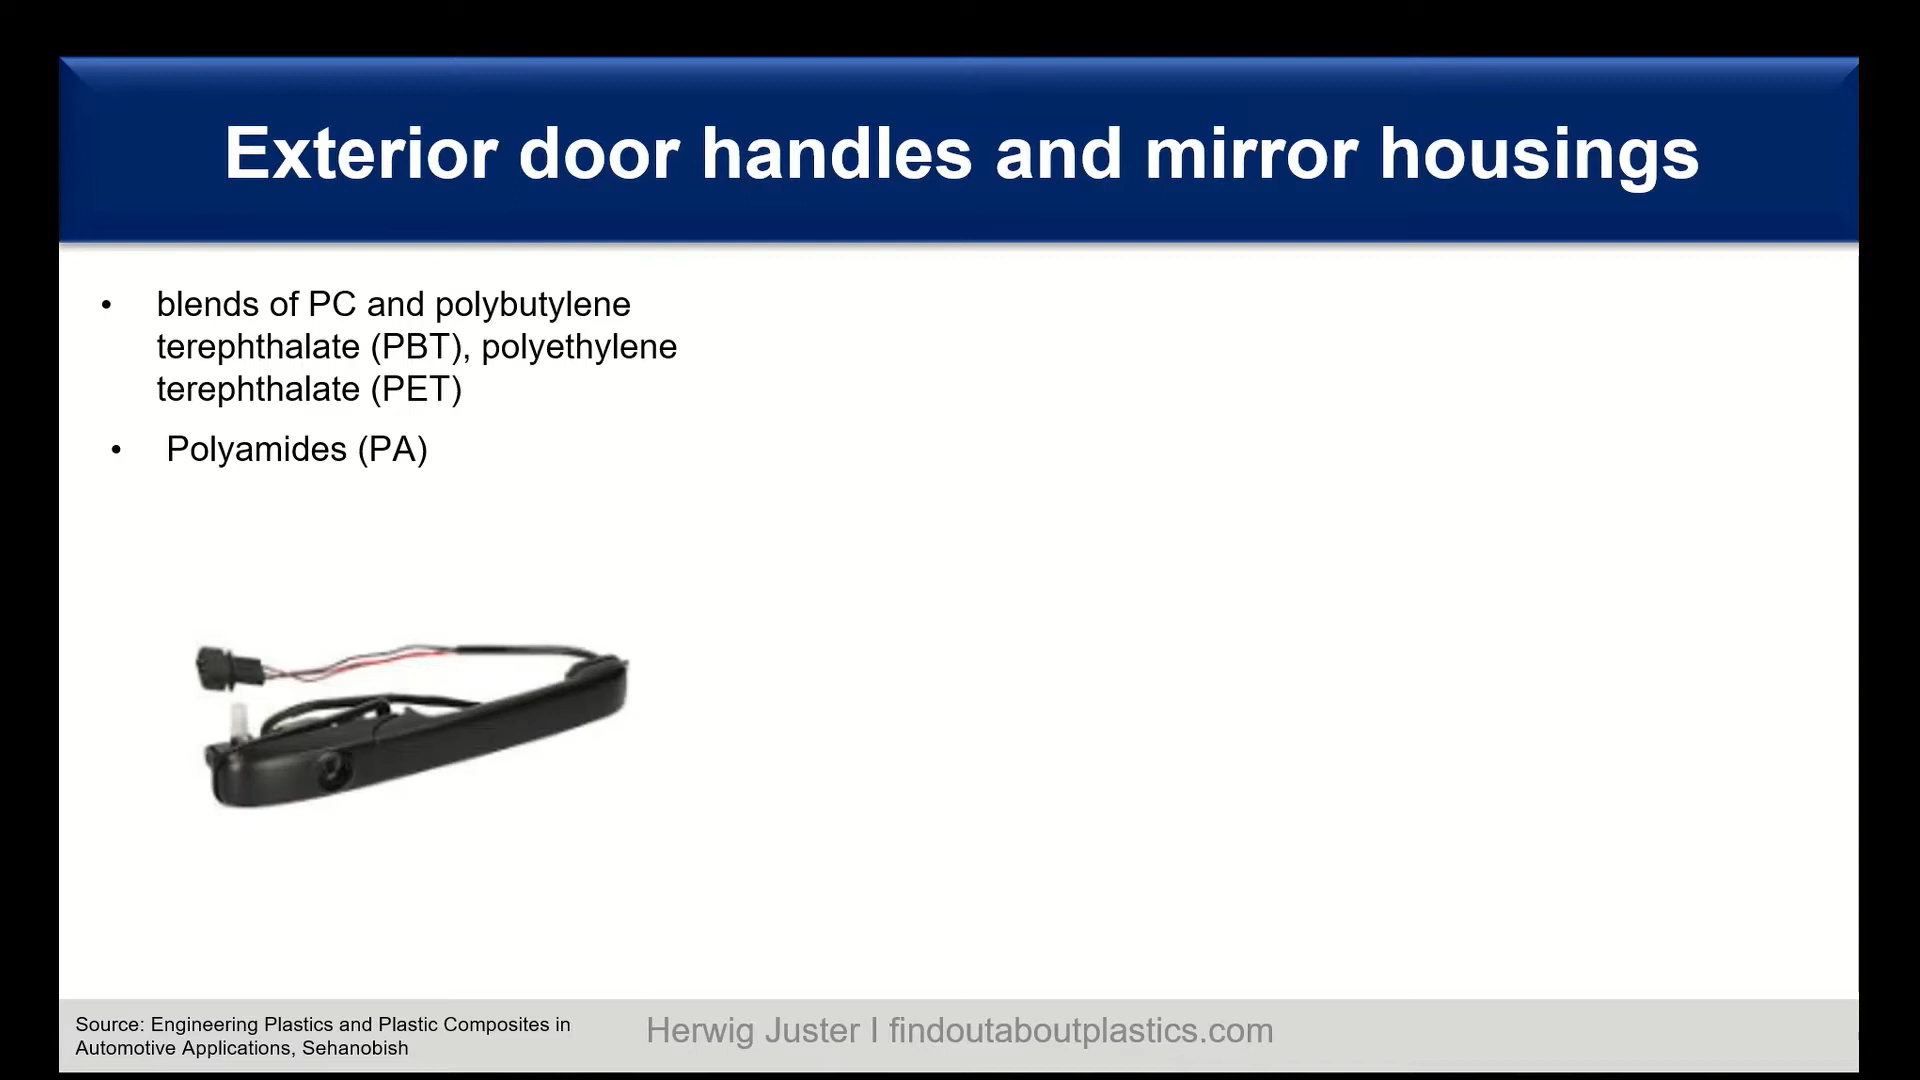 Exterior door handles and mirror housings
• blends of PC and polybutylene
terephthalate (PBT), polyethylene
terephthalate (PET)
• Polyamides (PA)
Source: Engineering Plastics and Plastic Composites in
Automotive Applications, Sehanobish
Herwig Juster I findoutaboutplastics.com